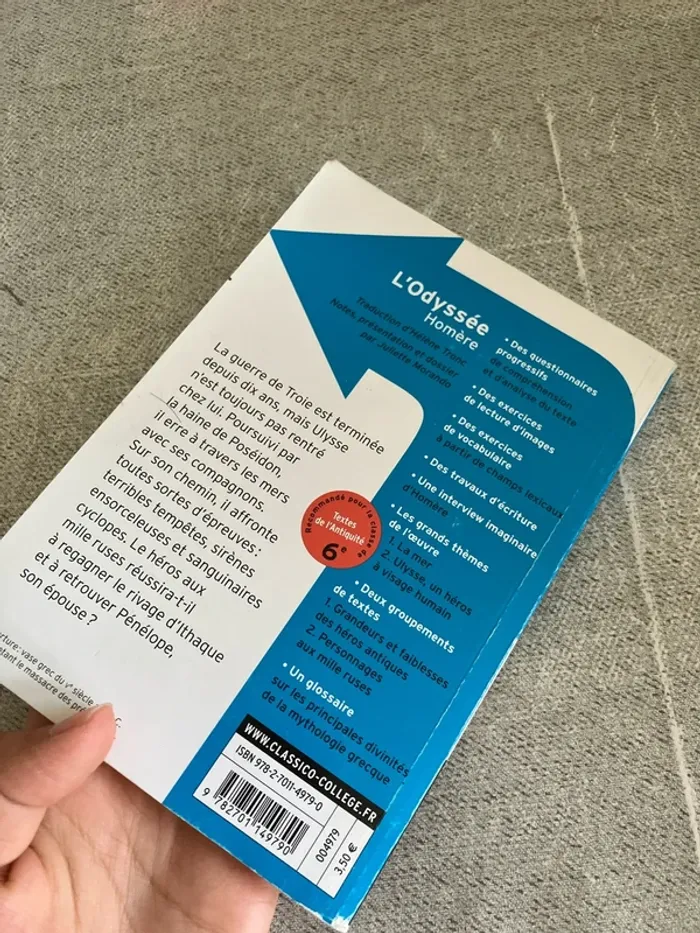 L'Odyssée
Homère
Traduction d'Hélène Tronc
Notes, présentation et dossier
par Juliette Morando
La guerre de Troie est terminée
depuis dix ans, mais Ulysse
n'est toujours pas rentré
chez lui. Poursuivi par
la haine de Poséidon,
il erre à travers les mers
avec ses compagnons.
Sur son chemin, il affronte
toutes sortes d'épreuves :
terribles tempêtes, sirènes
ensorceleuses et sanguinaires
cyclopes. Le héros aux
mille ruses réussira-t-il
à regagner le rivage d'Ithaque
et à retrouver Pénélope,
son épouse ?
vase grec du Vᵉ siècle
le massacre des
Recommandé pour la classe de
Textes
de l'Antiquité
6e
• Des questionnaires
progressifs
de compréhension
et d'analyse du texte
• Des exercices
de lecture d'images
• Des exercices
de vocabulaire
à partir de champs lexicaux
• Des travaux d'écriture
• Une interview imaginaire
d'Homère
• Les grands thèmes
de l'œuvre
1. La mer
2. Ulysse, un héros
à visage humain
• Deux groupements
de textes
1. Grandeurs et faiblesses
des héros antiques
2. Personnages
aux mille ruses
• Un glossaire
sur les principales divinités
de la mythologie grecque
WWW.CLASSICO-COLLEGE.FR
ISBN 978-2-7011-4979-0
9 782701 149790
004979
3,50 €